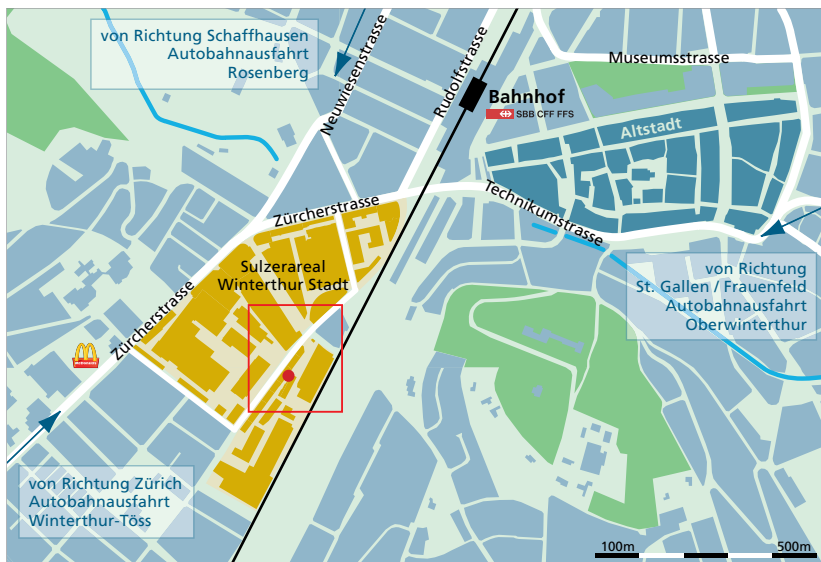 von Richtung Schaffhausen
Autobahnausfahrt
Rosenberg
Neuwiesenstrasse
Rudolfstrasse
Museumsstrasse
Bahnhof
SBB CFF FFS
Altstadt
Zürcherstrasse
Technikumstrasse
Sulzerareal
Winterthur Stadt
von Richtung
St. Gallen / Frauenfeld
Autobahnausfahrt
Oberwinterthur
Zürcherstrasse
von Richtung Zürich
Autobahnausfahrt
Winterthur-Töss
100m
500m